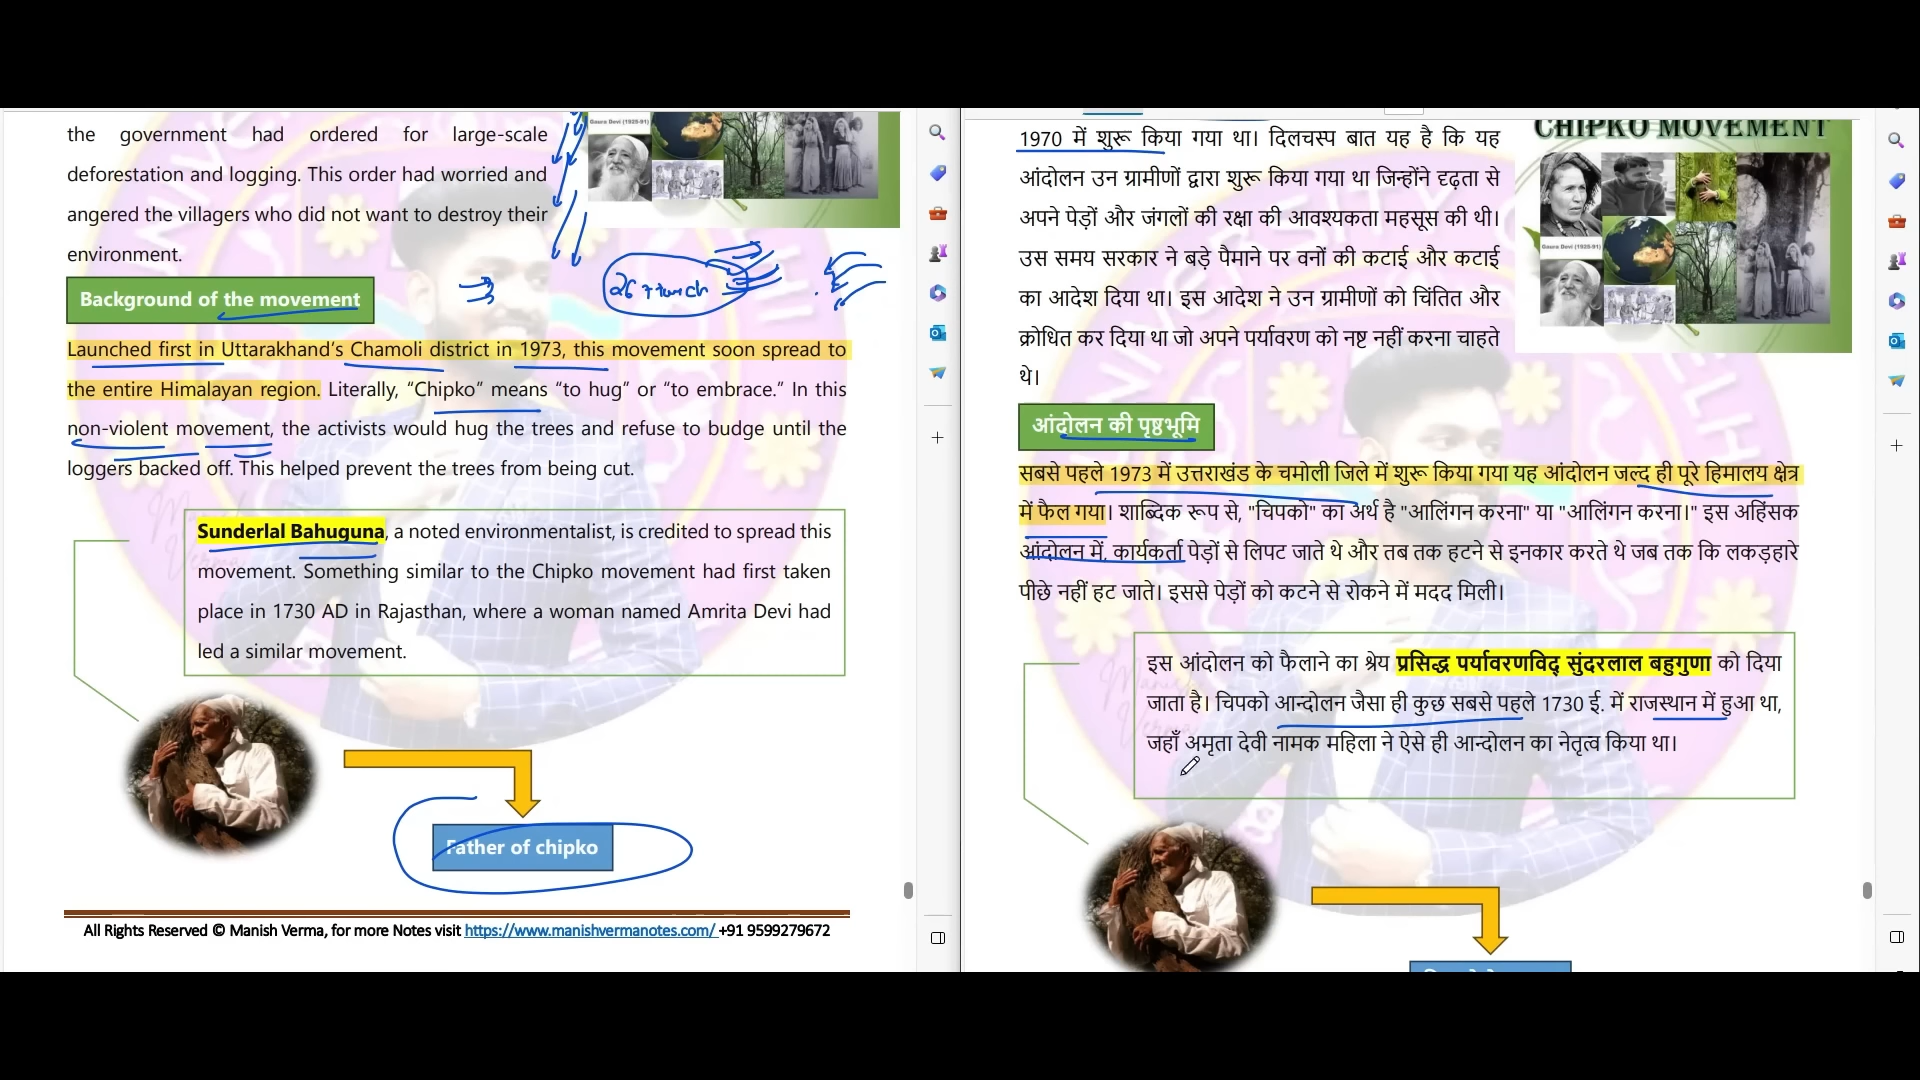 the government had ordered for large-scale
deforestation and logging. This order had worried and
angered the villagers who did not want to destroy their
environment.
Gaura Devi (1925-91)
Background of the movement
Launched first in Uttarakhand's Chamoli district in 1973, this movement soon spread to
the entire Himalayan region. Literally, “Chipko” means “to hug” or “to embrace.” In this
non-violent movement, the activists would hug the trees and refuse to budge until the
loggers backed off. This helped prevent the trees from being cut.
Sunderlal Bahuguna, a noted environmentalist, is credited to spread this
movement. Something similar to the Chipko movement had first taken
place in 1730 AD in Rajasthan, where a woman named Amrita Devi had
led a similar movement.
Father of chipko
All Rights Reserved © Manish Verma, for more Notes visit https://www.manishvermanotes.com/ +91 9599279672
CHIPKO MOVEMENT
1970 में शुरू किया गया था। दिलचस्प बात यह है कि यह
आंदोलन उन ग्रामीणों द्वारा शुरू किया गया था जिन्होंने दृढ़ता से
अपने पेड़ों और जंगलों की रक्षा की आवश्यकता महसूस की थी।
उस समय सरकार ने बड़े पैमाने पर वनों की कटाई और कटाई
का आदेश दिया था। इस आदेश ने उन ग्रामीणों को चिंतित और
क्रोधित कर दिया था जो अपने पर्यावरण को नष्ट नहीं करना चाहते
थे।
Gaura Devi (1925-91)
आंदोलन की पृष्ठभूमि
सबसे पहले 1973 में उत्तराखंड के चमोली जिले में शुरू किया गया यह आंदोलन जल्द ही पूरे हिमालय क्षेत्र
में फैल गया। शाब्दिक रूप से, "चिपको" का अर्थ है "आलिंगन करना" या "आलिंगन करना।" इस अहिंसक
आंदोलन में, कार्यकर्ता पेड़ों से लिपट जाते थे और तब तक हटने से इनकार करते थे जब तक कि लकड़हारे
पीछे नहीं हट जाते। इससे पेड़ों को कटने से रोकने में मदद मिली।
इस आंदोलन को फैलाने का श्रेय प्रसिद्ध पर्यावरणविद् सुंदरलाल बहुगुणा को दिया
जाता है। चिपको आन्दोलन जैसा ही कुछ सबसे पहले 1730 ई. में राजस्थान में हुआ था,
जहाँ अमृता देवी नामक महिला ने ऐसे ही आन्दोलन का नेतृत्व किया था।